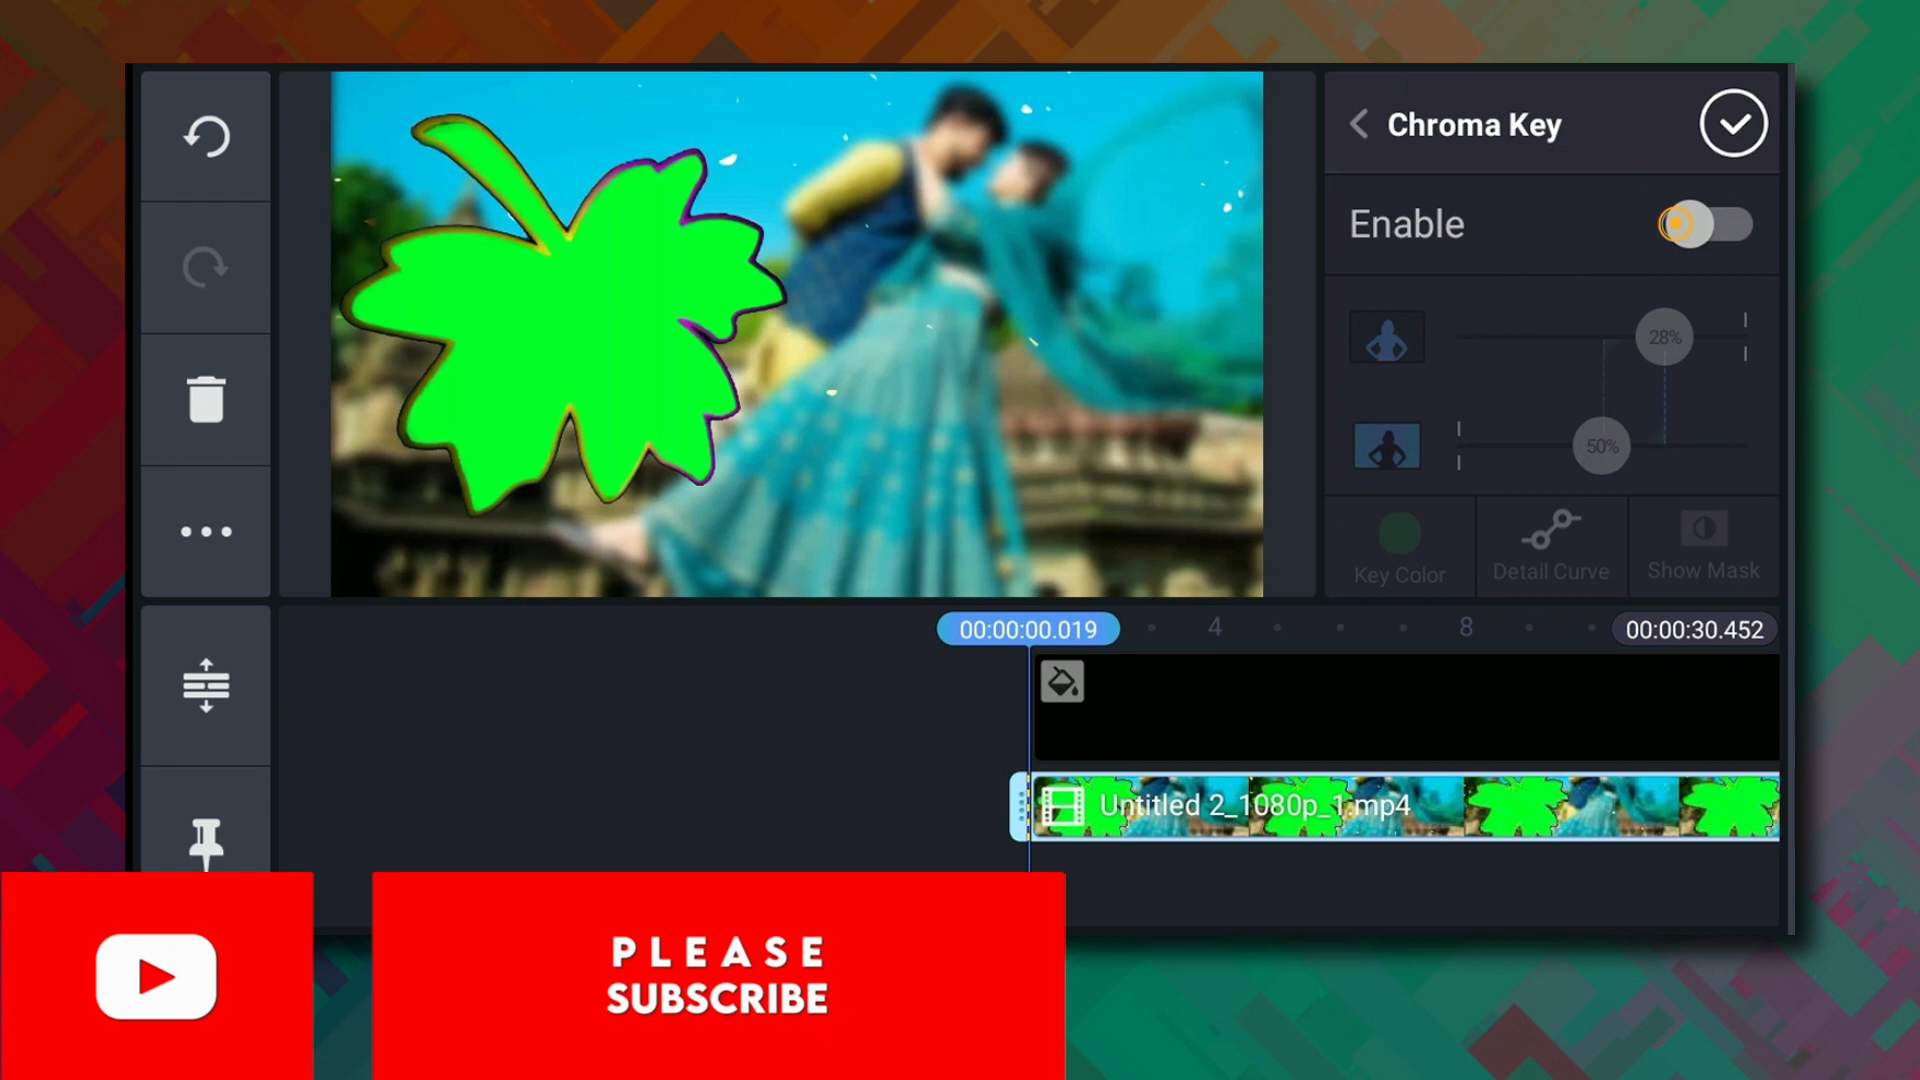 Chroma Key
Enable
28%
50%
Key Color
Detail Curve
Show Mask
00:00:00.019
4
8
00:00:30.452
Untitled 2_1080p_1.mp4
PLEASE
SUBSCRIBE